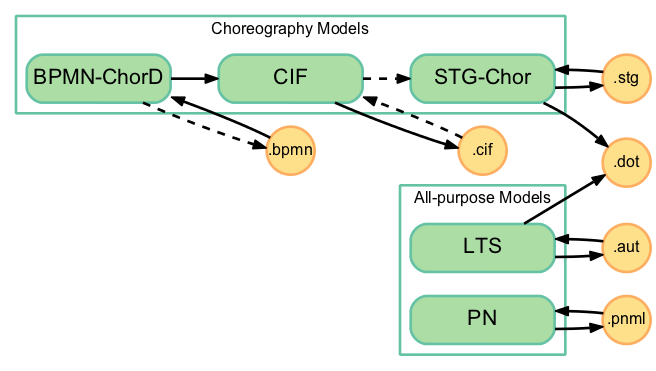 Choreography Models
BPMN-ChorD
CIF
STG-Chor
.stg
.bpmn
.cif
.dot
All-purpose Models
LTS
.aut
PN
.pnml